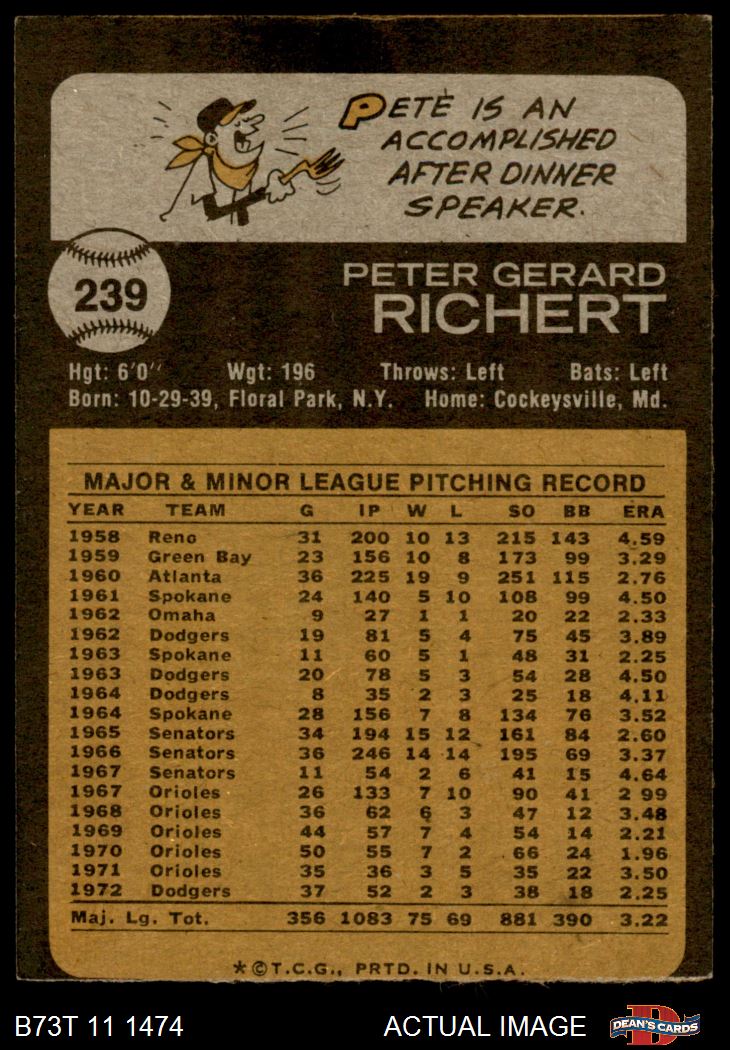 PETE IS AN
ACCOMPLISHED
AFTER DINNER
SPEAKER.
239
PETER GERARD
RICHERT
Hgt: 6'0" Wgt: 196 Throws: Left Bats: Left
Born: 10-29-39, Floral Park, N.Y. Home: Cockeysville, Md.
MAJOR & MINOR LEAGUE PITCHING RECORD
YEAR TEAM G IP W L SO BB ERA
1958 Reno 31 200 10 13 215 143 4.59
1959 Green Bay 23 156 10 8 173 99 3.29
1960 Atlanta 36 225 19 9 251 115 2.76
1961 Spokane 24 140 5 10 108 99 4.50
1962 Omaha 9 27 1 1 20 22 2.33
1962 Dodgers 19 81 5 4 75 45 3.89
1963 Spokane 11 60 5 1 48 31 2.25
1963 Dodgers 20 78 5 3 54 28 4.50
1964 Dodgers 8 35 2 3 25 18 4.11
1964 Spokane 28 156 7 8 134 76 3.52
1965 Senators 34 194 15 12 161 84 2.60
1966 Senators 36 246 14 14 195 69 3.37
1967 Senators 11 54 2 6 41 15 4.64
1967 Orioles 26 133 7 10 90 41 2 99
1968 Orioles 36 62 6 3 47 12 3.48
1969 Orioles 44 57 7 4 54 14 2.21
1970 Orioles 50 55 7 2 66 24 1.96
1971 Orioles 35 36 3 5 35 22 3.50
1972 Dodgers 37 52 2 3 38 18 2.25
Maj. Lg. Tot. 356 1083 75 69 881 390 3.22
*©T.C.G., PRTD. IN U.S.A.
B73T 11 1474 ACTUAL IMAGE D DEAN'S CARDS